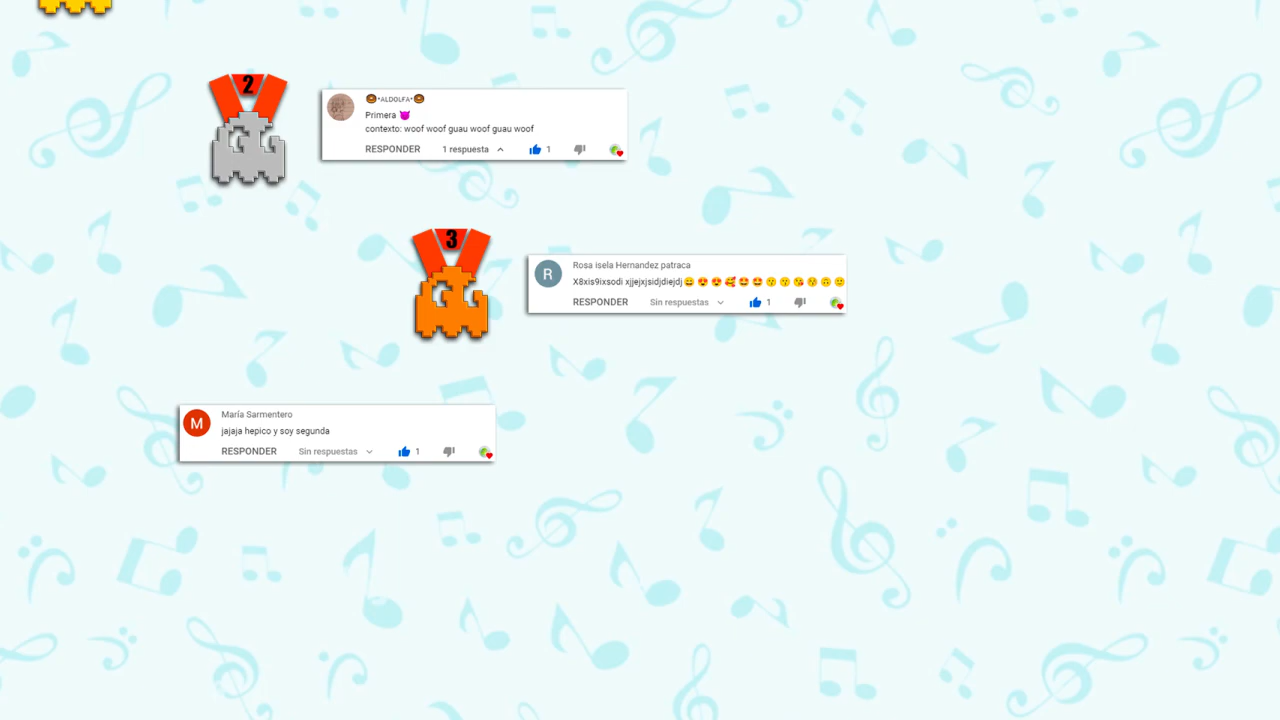 2
🍩•ALDOLFA•🍩
Primera 😈
contexto: woof woof guau woof guau woof
RESPONDER 1 respuesta 1
3
R
Rosa isela Hernandez patraca
X8xis9ixsodi xjjejxjsidjdiejdj😄😍😍🥰🤩🤩😗😗😘😚🙃🙂
RESPONDER Sin respuestas 1
M
María Sarmentero
jajaja hepico y soy segunda
RESPONDER Sin respuestas 1